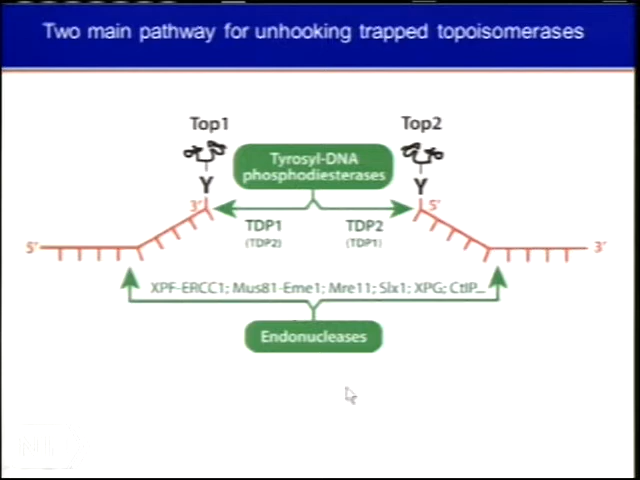 Two main pathway for unhooking trapped topoisomerases
Top1
Top2
Tyrosyl-DNA
phosphodiesterases
Y
Y
3'
5'
TDP1
TDP2
(TDP2)
(TDP1)
5'
3'
XPF-ERCC1; Mus81-Eme1; Mre11; Slx1; XPG; CtIP...
Endonucleases